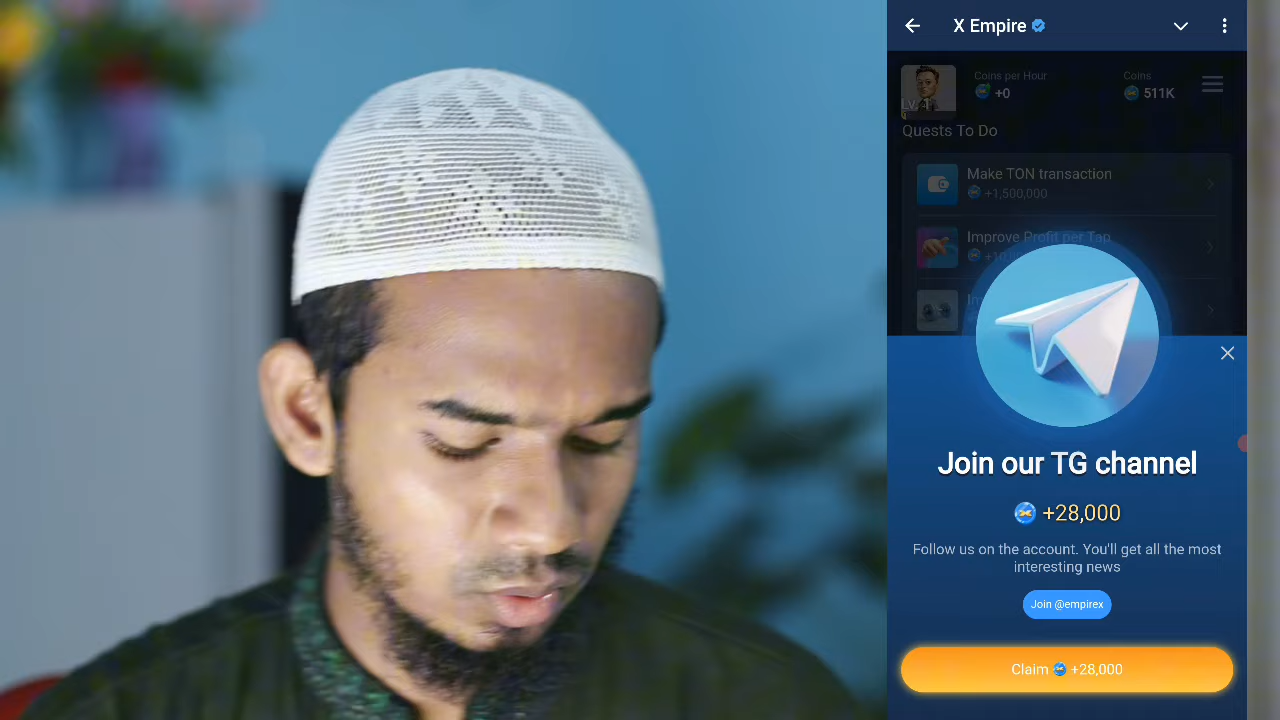 X Empire
Coins per Hour
+0
Coins
511K
Quests To Do
Make TON transaction
+1,500,000
Improve Profit per Tap
Join our TG channel
+28,000
Follow us on the account. You'll get all the most
interesting news
Join @empirex
Claim +28,000